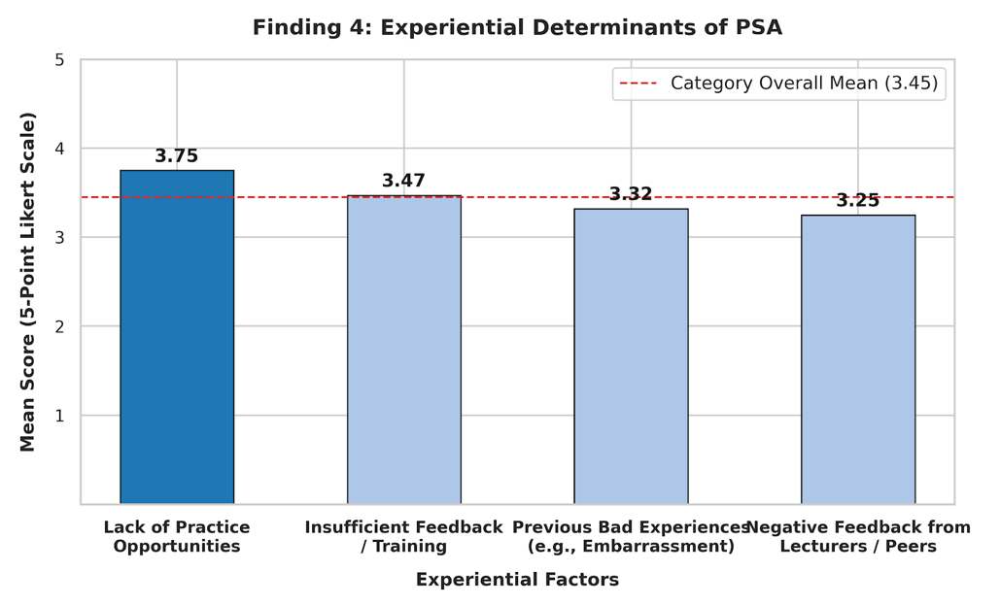 Finding 4: Experiential Determinants of PSA
Mean Score (5-Point Likert Scale)
5
4
3
2
1
Category Overall Mean (3.45)
3.75
3.47
3.32
3.25
Lack of Practice
Opportunities
Insufficient Feedback
/ Training
Previous Bad Experiences
(e.g., Embarrassment)
Negative Feedback from
Lecturers / Peers
Experiential Factors